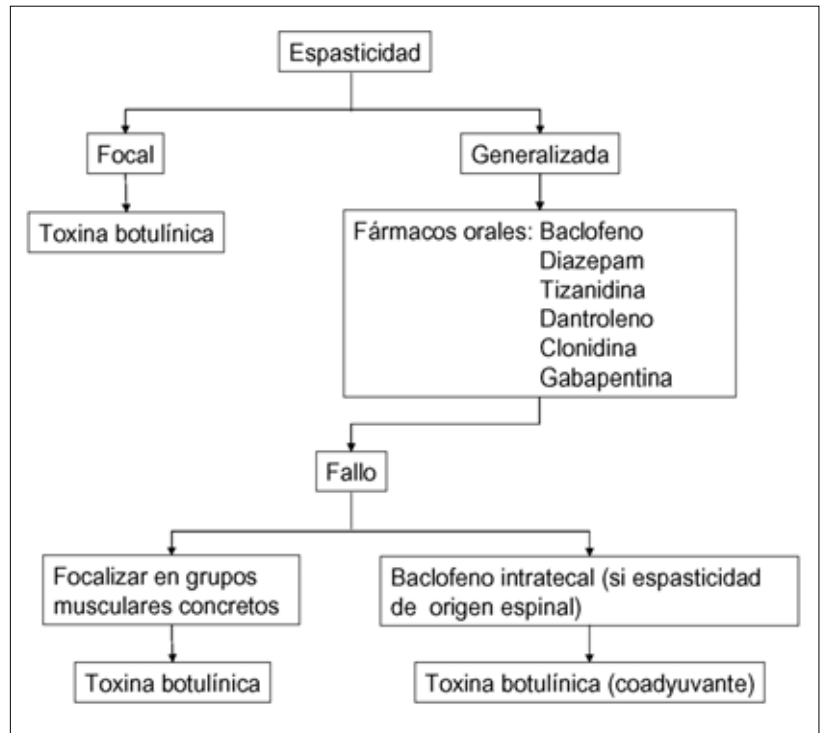 Espasticidad
Focal
Generalizada
Toxina botulínica
Fármacos orales: Baclofeno
Diazepam
Tizanidina
Dantroleno
Clonidina
Gabapentina
Fallo
Focalizar en grupos
musculares concretos
Baclofeno intratecal (si espasticidad
de origen espinal)
Toxina botulínica
Toxina botulínica (coadyuvante)